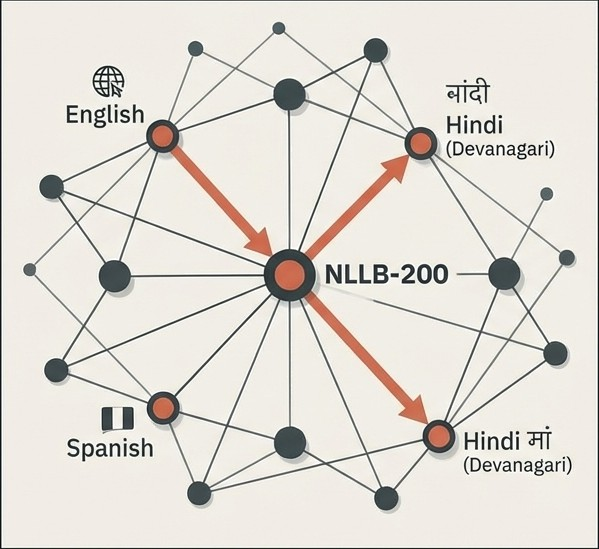 English
बांदी
Hindi
(Devanagari)
NLLB-200
Spanish
Hindi मां
(Devanagari)